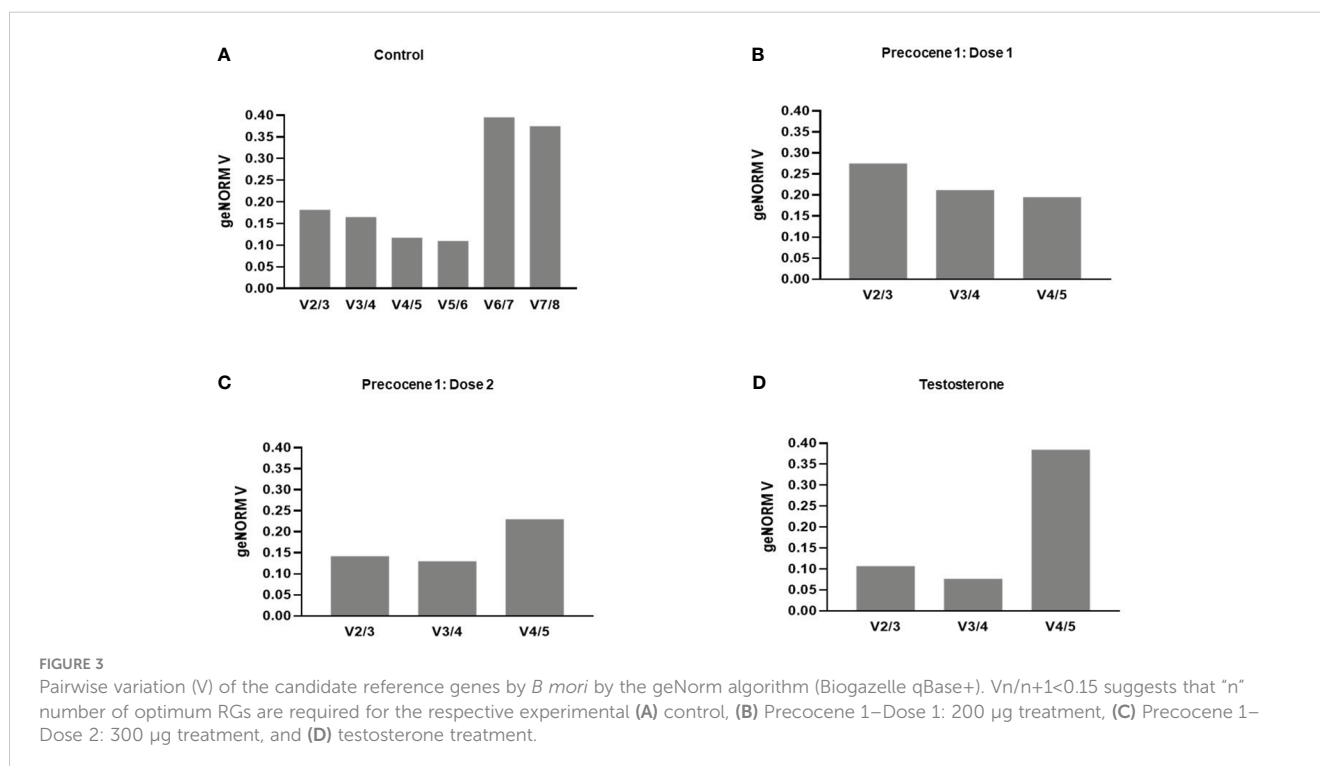 A
Control
geNORM V
0.40
0.35
0.30
0.25
0.20
0.15
0.10
0.05
0.00
V2/3 V3/4 V4/5 V5/6 V6/7 V7/8
B
Precocene 1: Dose 1
geNORM V
0.40
0.35
0.30
0.25
0.20
0.15
0.10
0.05
0.00
V2/3 V3/4 V4/5
C
Precocene 1: Dose 2
geNORM V
0.40
0.35
0.30
0.25
0.20
0.15
0.10
0.05
0.00
V2/3 V3/4 V4/5
D
Testosterone
geNORM V
0.40
0.35
0.30
0.25
0.20
0.15
0.10
0.05
0.00
V2/3 V3/4 V4/5
FIGURE 3
Pairwise variation (V) of the candidate reference genes by B mori by the geNorm algorithm (Biogazelle qBase+). Vn/n+1<0.15 suggests that “n”
number of optimum RGs are required for the respective experimental (A) control, (B) Precocene 1–Dose 1: 200 µg treatment, (C) Precocene 1–
Dose 2: 300 µg treatment, and (D) testosterone treatment.